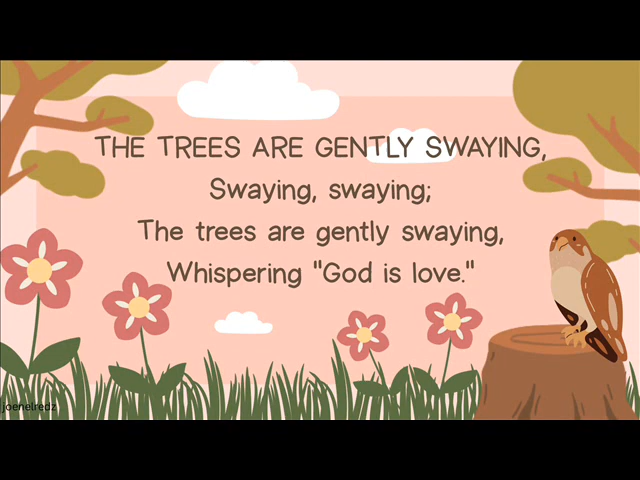 THE TREES ARE GENTLY SWAYING,
Swaying, swaying;
The trees are gently swaying,
Whispering "God is love."
joenelredz